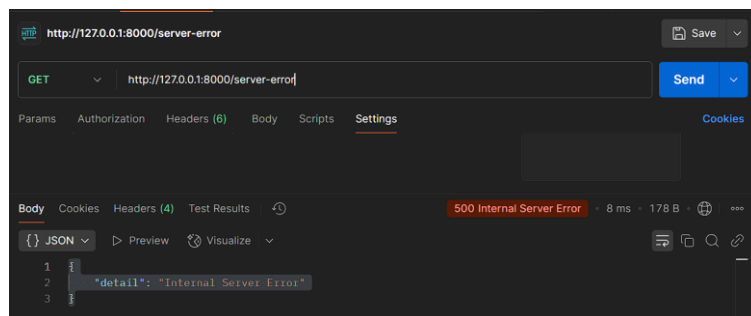 HTTP http://127.0.0.1:8000/server-error
Save
GET http://127.0.0.1:8000/server-error
Send
Params Authorization Headers (6) Body Scripts Settings Cookies
Body Cookies Headers (4) Test Results 500 Internal Server Error • 8 ms • 178 B
{} JSON Preview Visualize
1 {
2 "detail": "Internal Server Error"
3 }